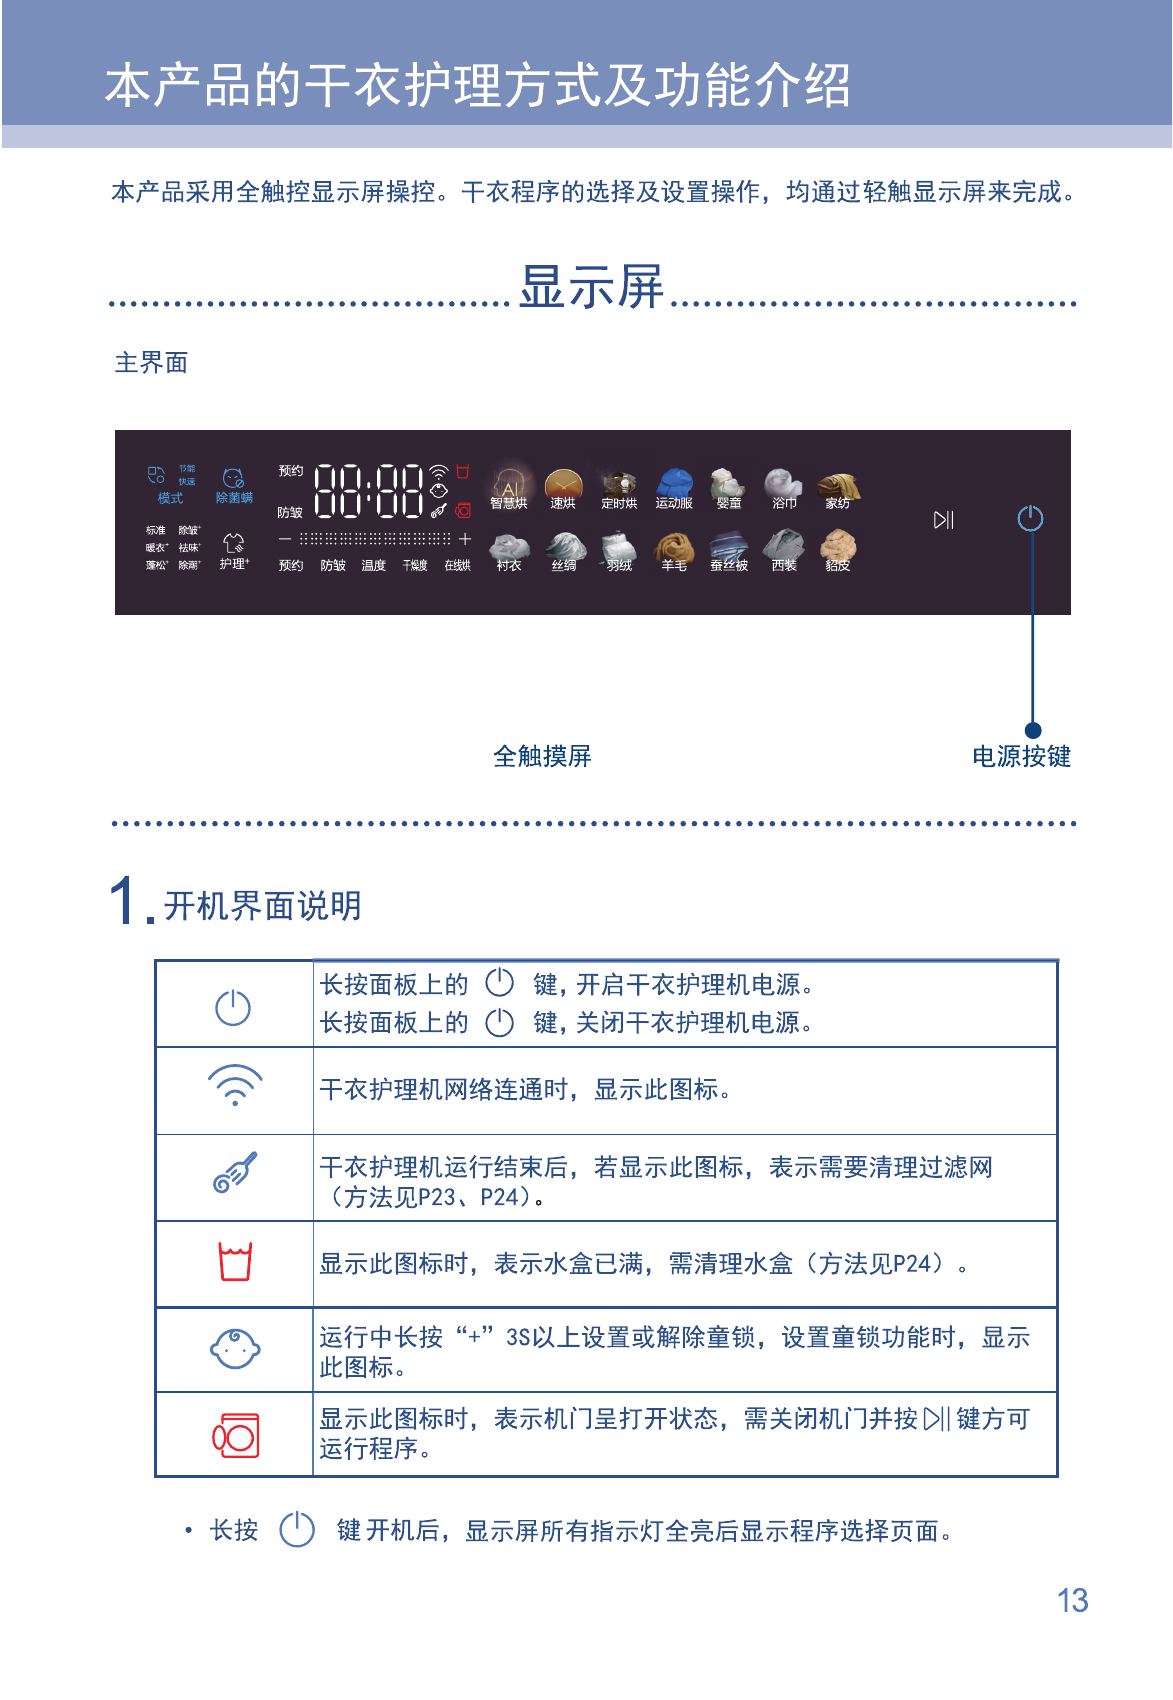 本产品的干衣护理方式及功能介绍
本产品采用全触控显示屏操控。干衣程序的选择及设置操作，均通过轻触显示屏来完成。
显示屏
主界面
节能
快速
模式
除菌螨
标准 除皱+
暖衣+ 祛味+
蓬松+ 除潮+
护理+
预约
防皱
88:88
预约 防皱 温度 干燥度 在线烘
智慧烘 速烘 定时烘 运动服 婴童 浴巾 家纺
衬衣 丝绸 羽绒 羊毛 蚕丝被 西装 貂皮
全触摸屏
电源按键
1.开机界面说明
长按面板上的 键，开启干衣护理机电源。
长按面板上的 键，关闭干衣护理机电源。
干衣护理机网络连通时，显示此图标。
干衣护理机运行结束后，若显示此图标，表示需要清理过滤网
（方法见P23、P24）。
显示此图标时，表示水盒已满，需清理水盒（方法见P24）。
运行中长按“+”3S以上设置或解除童锁，设置童锁功能时，显示
此图标。
显示此图标时，表示机门呈打开状态，需关闭机门并按 键方可
运行程序。
• 长按 键开机后，显示屏所有指示灯全亮后显示程序选择页面。
13